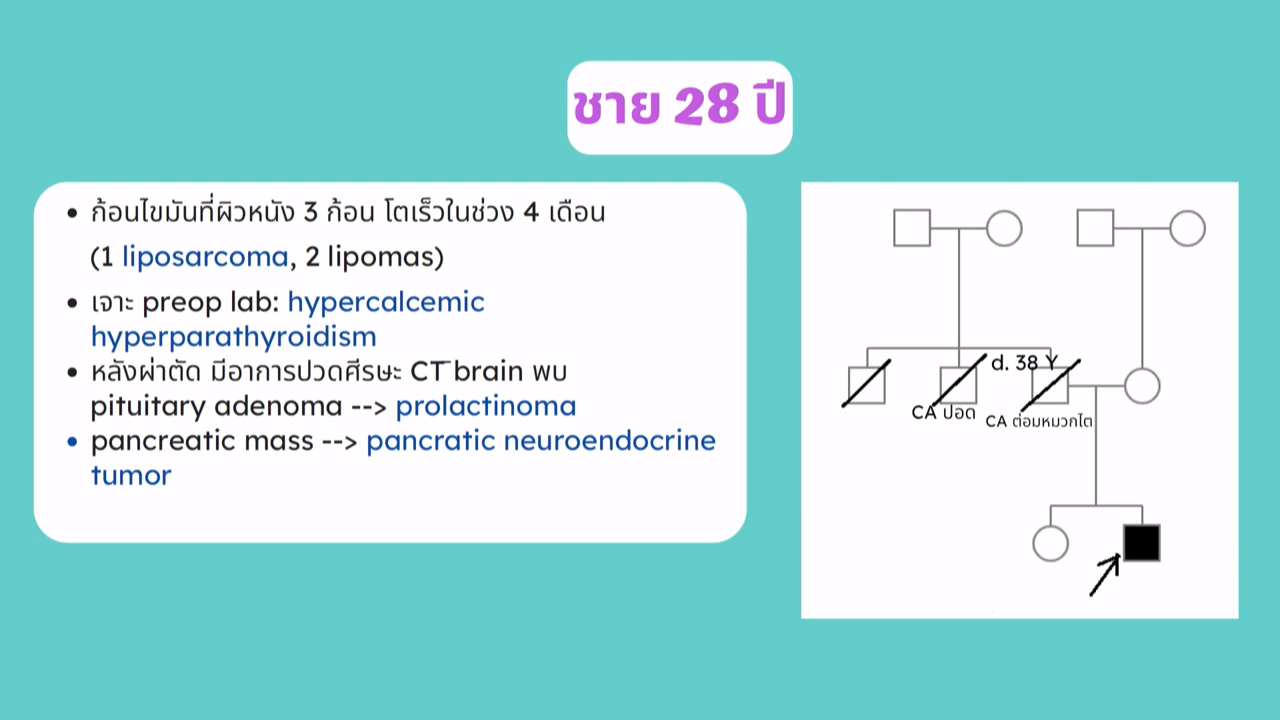 ชาย 28 ปี
• ก้อนไขมันที่ผิวหนัง 3 ก้อน โตเร็วในช่วง 4 เดือน
(1 liposarcoma, 2 lipomas)
• เจาะ preop lab: hypercalcemic
hyperparathyroidism
• หลังผ่าตัด มีอาการปวดศีรษะ CT brain พบ
pituitary adenoma --> prolactinoma
• pancreatic mass --> pancratic neuroendocrine
tumor
d. 38 Y
CA ปอด
CA ต่อมหมวกไต